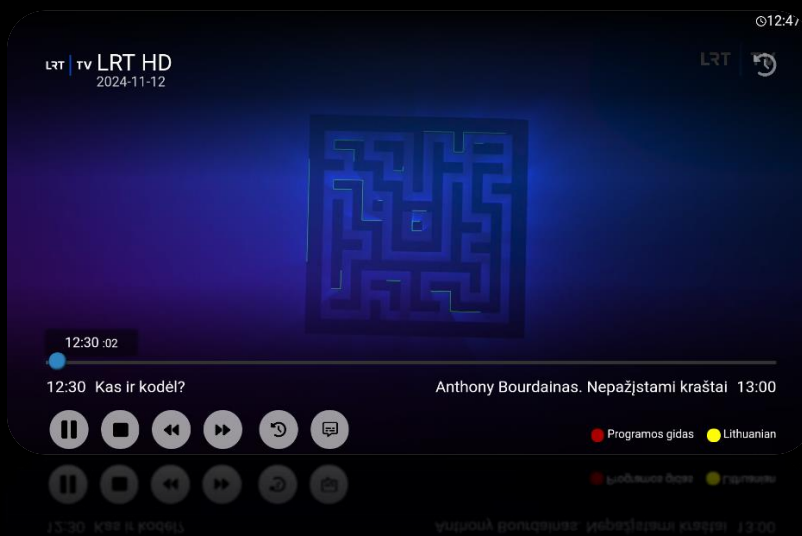 12:47
LRT TV LRT HD
2024-11-12
LRT TV
12:30 :02
12:30 Kas ir kodėl?
Anthony Bourdainas. Nepažįstami kraštai 13:00
Programos gidas
Lithuanian